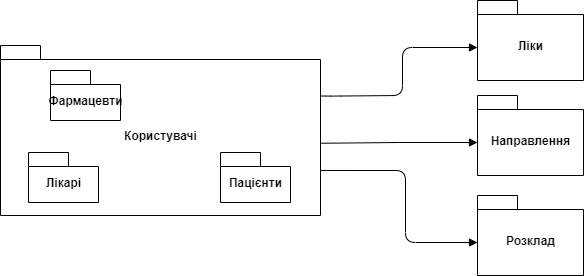 Ліки
Фармацевти
Користувачі
Направлення
Лікарі
Пацієнти
Розклад